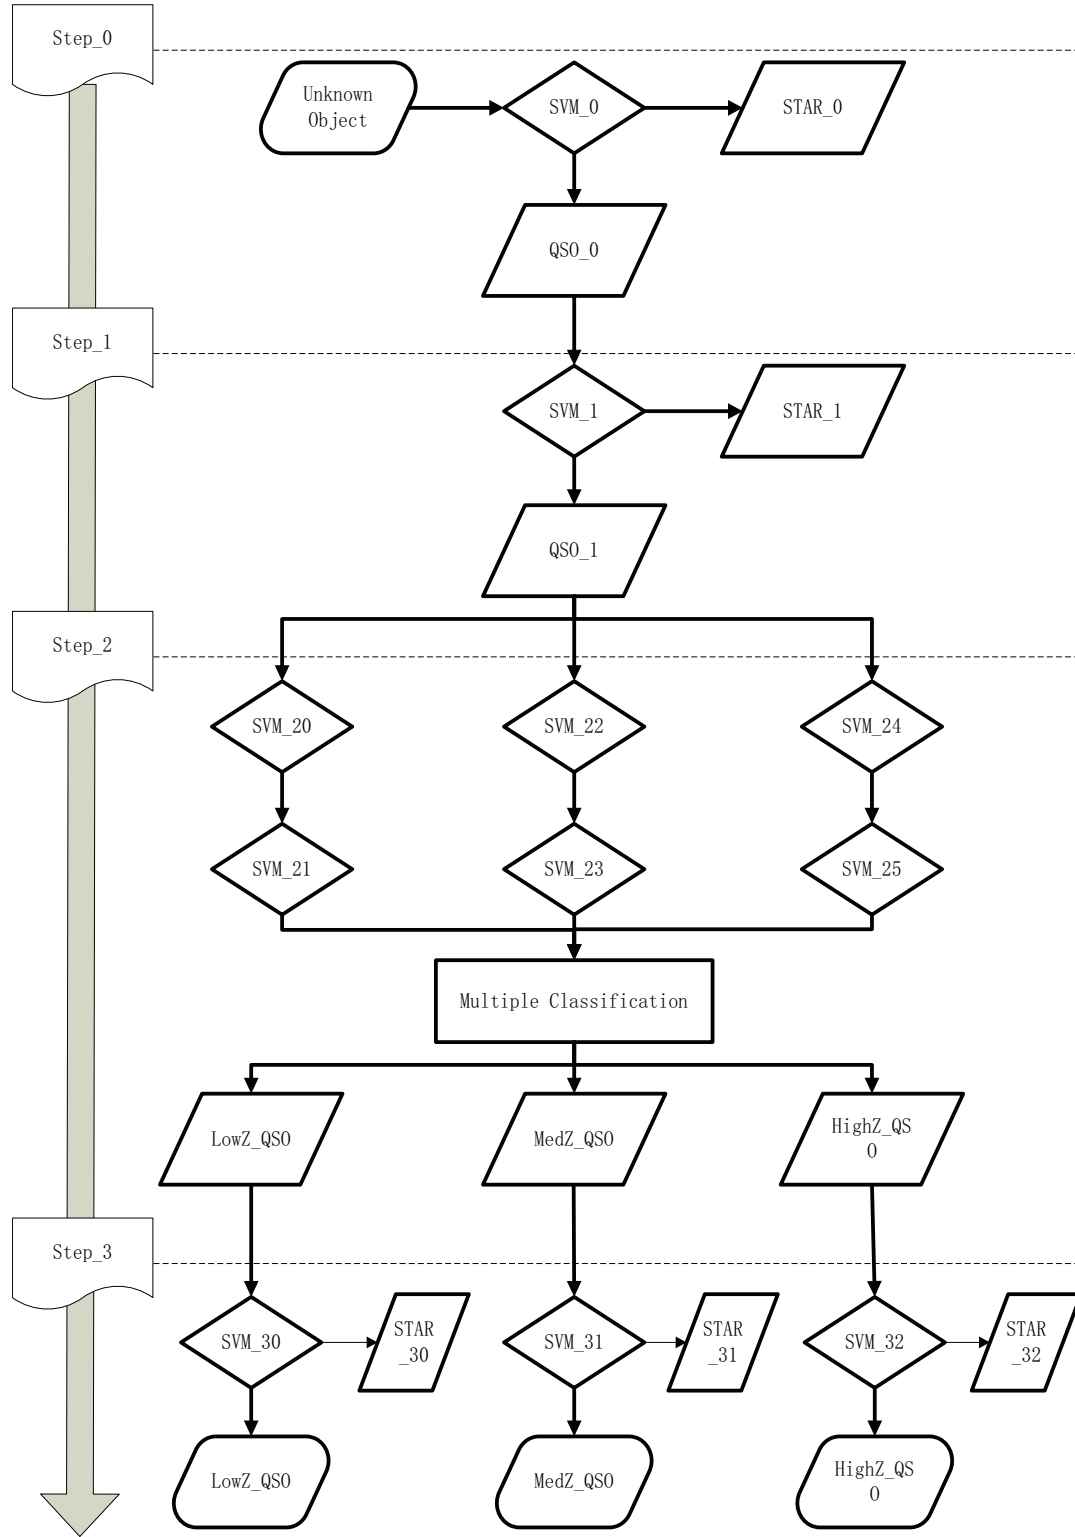 Step_0
Unknown
Object
SVM_0
STAR_0
QSO_0
Step_1
SVM_1
STAR_1
QSO_1
Step_2
SVM_20
SVM_22
SVM_24
SVM_21
SVM_23
SVM_25
Multiple Classification
LowZ_QSO
MedZ_QSO
HighZ_QS
O
Step_3
SVM_30
STAR
_30
SVM_31
STAR
_31
SVM_32
STAR
_32
LowZ_QSO
MedZ_QSO
HighZ_QS
O